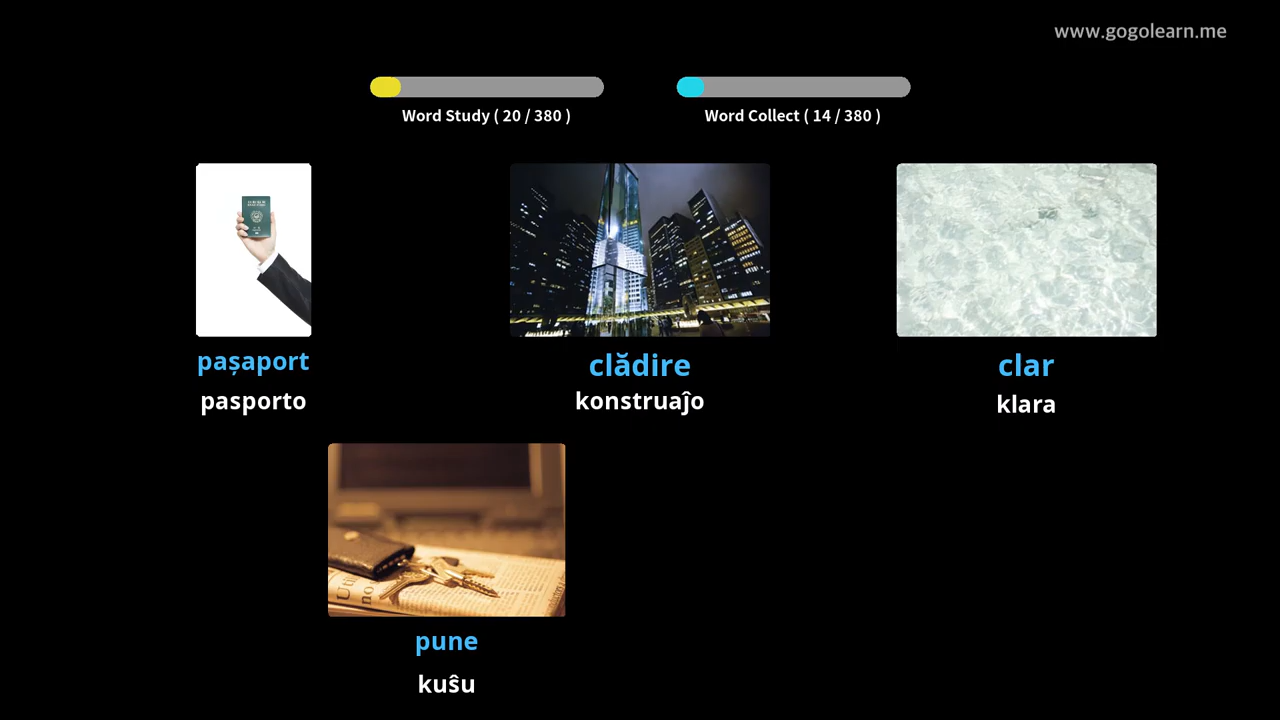 www.gogolearn.me
Word Study ( 20 / 380 )
Word Collect ( 14 / 380 )
pașaport
pasporto
clădire
konstruaĵo
clar
klara
pune
kuŝu